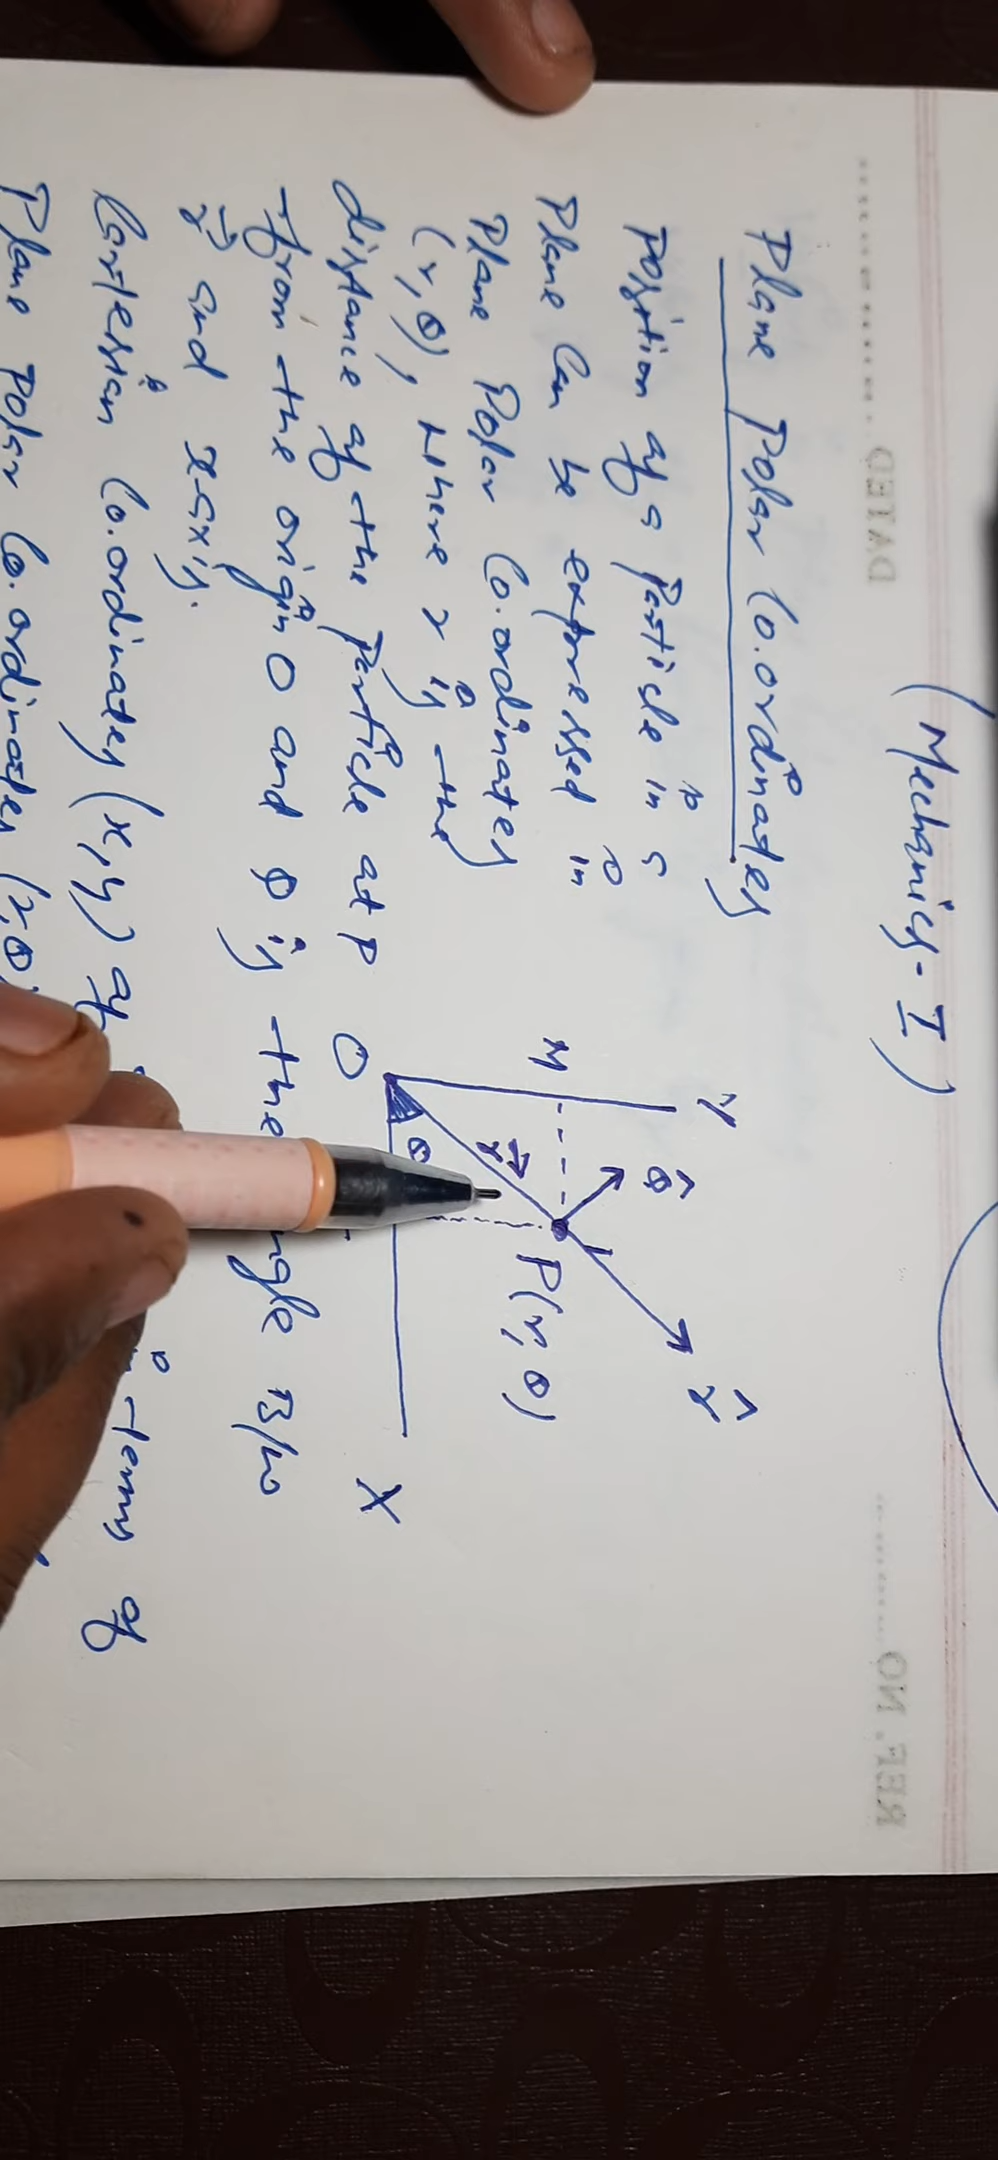 (Mechanics-I)
Plane Polar Co.ordinates
Position of a particle in a
Plane Can be expressed in
Plane Polar Co.ordinates
(r, θ), where r is the
distance of the particle at P
from the origin O and θ is the angle B/w
r⃗ and x-axis.
Cartesian Co.ordinates (x, y) of in terms of
Plane Polar Co.ordinates (r, θ)
Y
θ̂
r̂
M
r⃗
P(r, θ)
θ
O
X
DATED
REF. NO